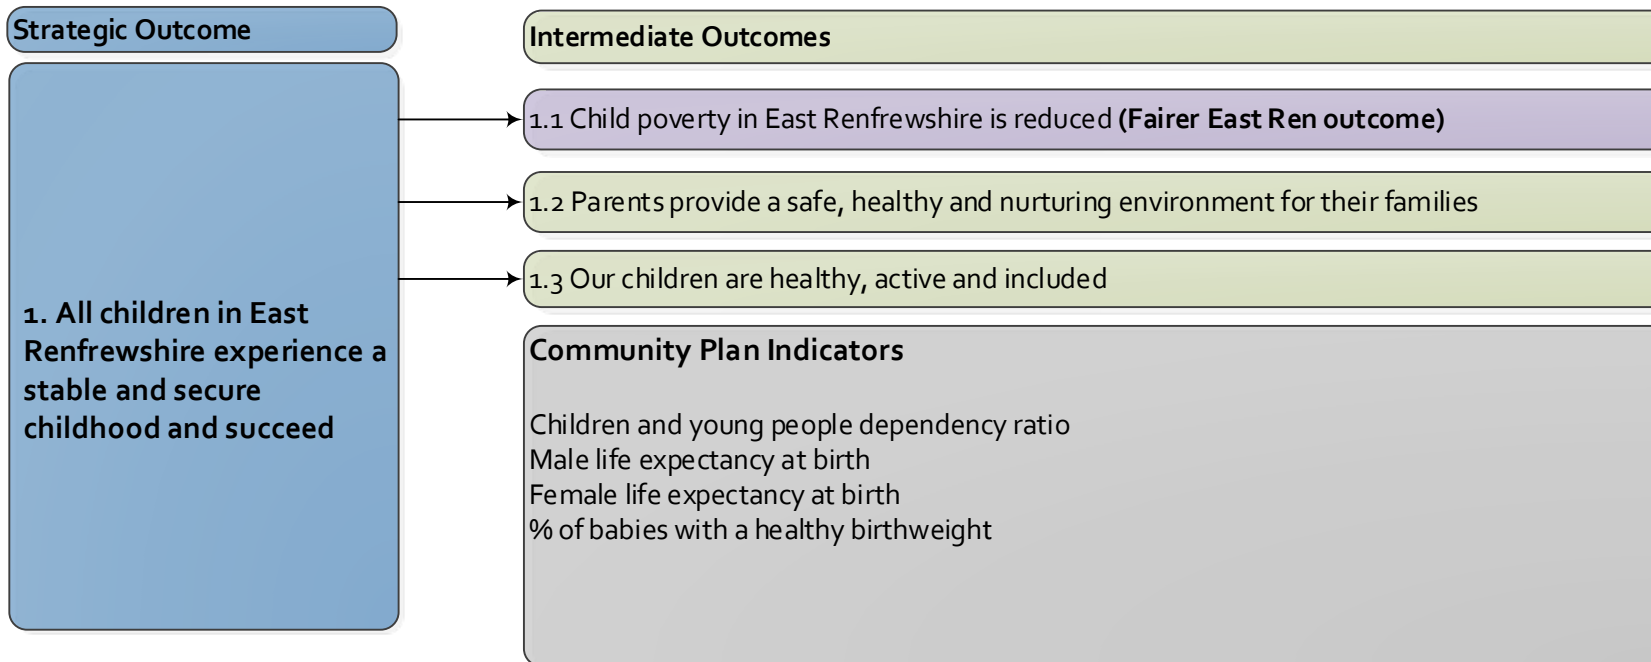 Strategic Outcome
1. All children in East
Renfrewshire experience a
stable and secure
childhood and succeed
Intermediate Outcomes
1.1 Child poverty in East Renfrewshire is reduced (Fairer East Ren outcome)
1.2 Parents provide a safe, healthy and nurturing environment for their families
1.3 Our children are healthy, active and included
Community Plan Indicators
Children and young people dependency ratio
Male life expectancy at birth
Female life expectancy at birth
% of babies with a healthy birthweight